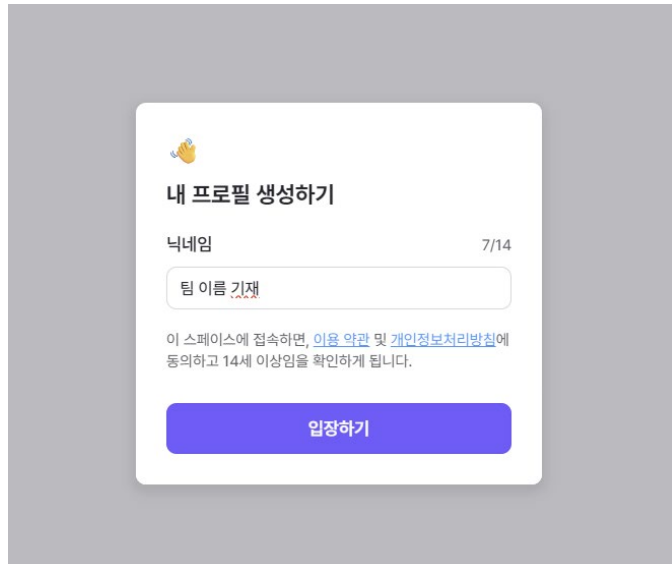 내 프로필 생성하기
닉네임 7/14
팀 이름 기재
이 스페이스에 접속하면, 이용 약관 및 개인정보처리방침에
동의하고 14세 이상임을 확인하게 됩니다.
입장하기